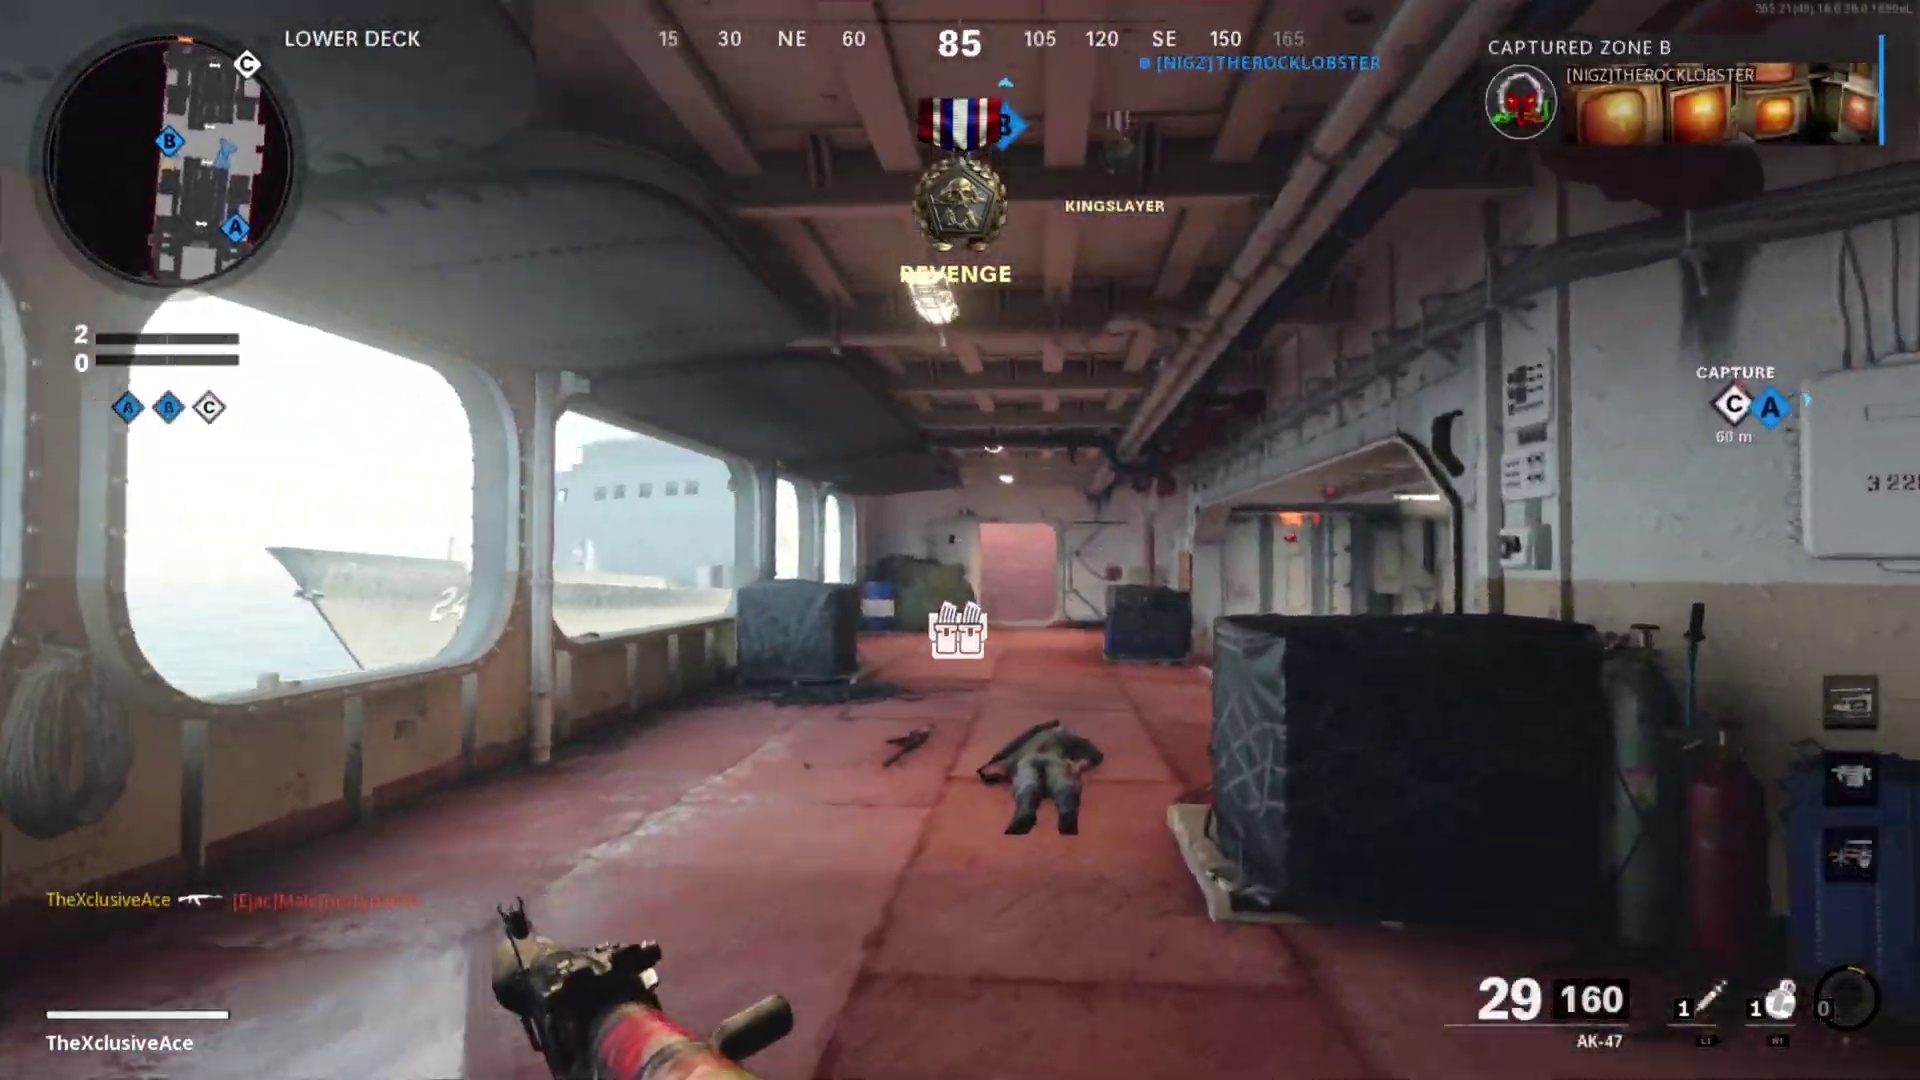 LOWER DECK
15 30 NE 60 85 105 120 SE 150 165
[NIGZ]THEROCKLOBSTER
CAPTURED ZONE B
[NIGZ]THEROCKLOBSTER
C
B
A
B
KINGSLAYER
REVENGE
2
0
A B C
CAPTURE
C A
60 m
24
TheXclusiveAce
TheXclusiveAce
29 160
1 1 0
AK-47